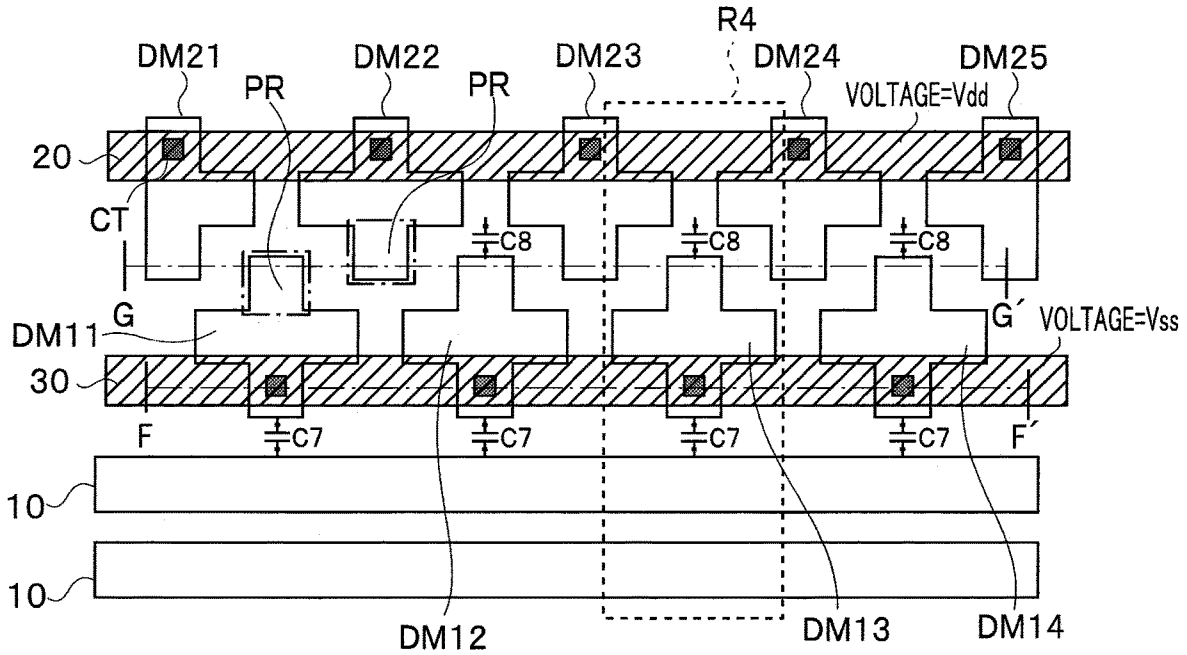 R4
DM21
DM22
DM23
DM24
DM25
PR
PR
VOLTAGE=Vdd
20
CT
C8
C8
C8
G
G´
PR
DM11
VOLTAGE=Vss
30
F
F´
C7
C7
C7
C7
10
10
DM12
DM13
DM14